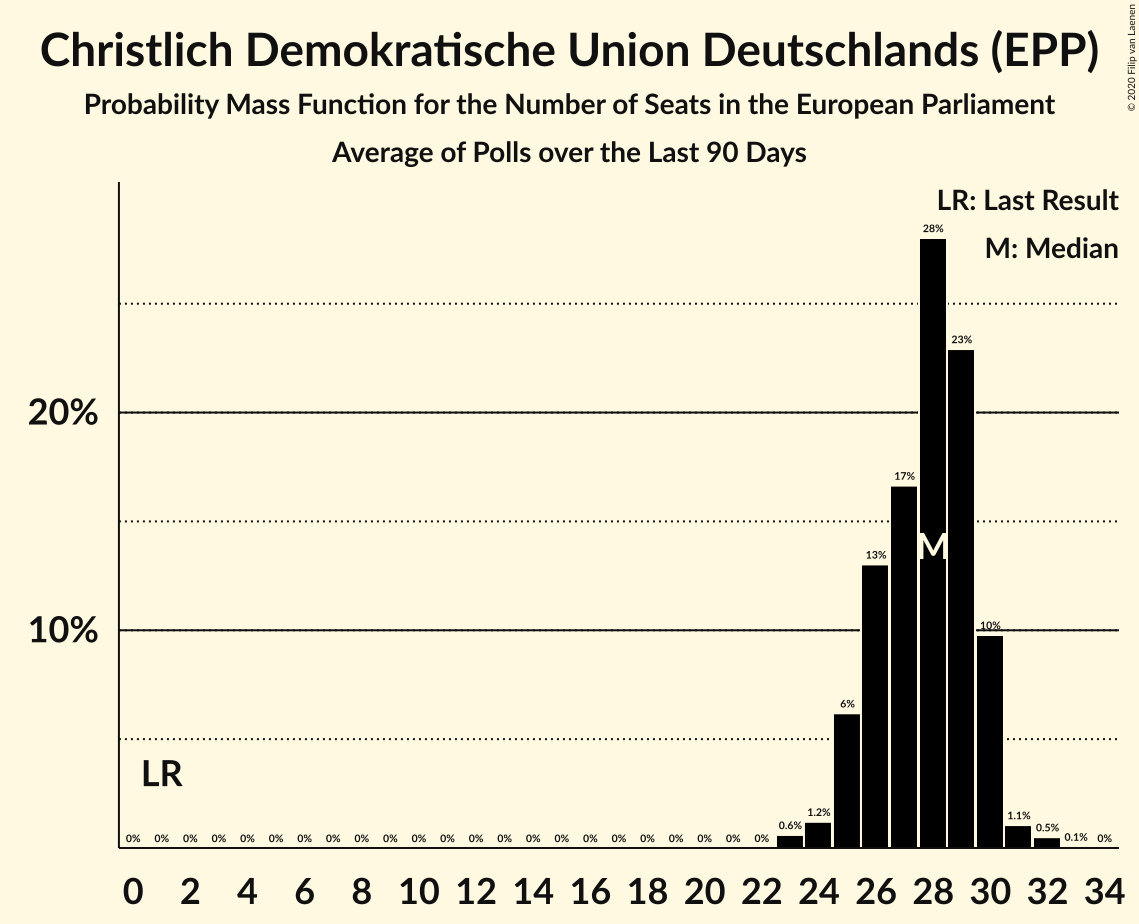 Christlich Demokratische Union Deutschlands (EPP)
Probability Mass Function for the Number of Seats in the European Parliament
Average of Polls over the Last 90 Days
© 2020 Filip van Laenen
LR: Last Result
M: Median
28%
23%
20%
17%
M
13%
10%
10%
6%
LR
0% 0% 0% 0% 0% 0% 0% 0% 0% 0% 0% 0% 0% 0% 0% 0% 0% 0% 0% 0% 0% 0% 0% 0.6% 1.2% 1.1% 0.5% 0.1% 0%
0 2 4 6 8 10 12 14 16 18 20 22 24 26 28 30 32 34